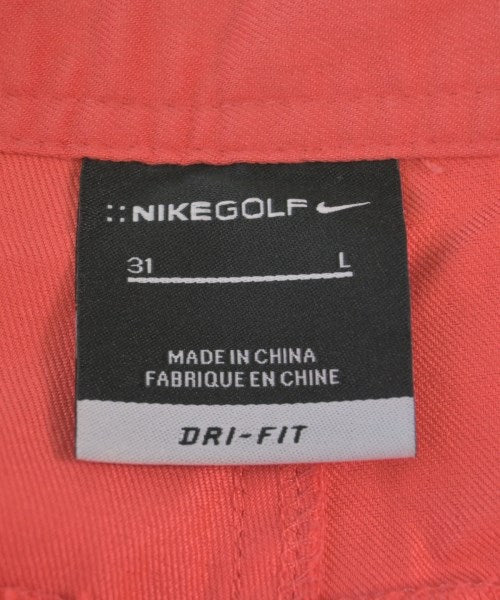 ::NIKEGOLF
31 L
MADE IN CHINA
FABRIQUE EN CHINE
DRI-FIT